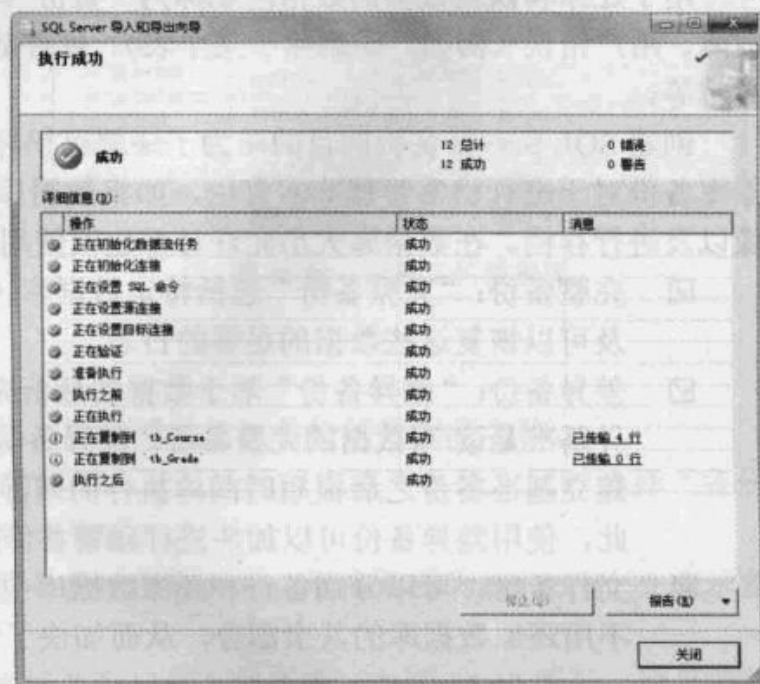 SQL Server 导入和导出向导
执行成功
成功
12 总计
0 错误
12 成功
0 警告
详细信息(D)
操作 状态 消息
正在初始化数据流任务 成功
正在初始化连接 成功
正在设置 SQL 命令 成功
正在设置源连接 成功
正在设置目标连接 成功
正在验证 成功
准备执行 成功
执行之前 成功
正在执行 成功
正在复制到 `tb_Course` 成功 已传输 4 行
正在复制到 `tb_Grade` 成功 已传输 0 行
执行之后 成功
停止(S)
报告(R)
关闭